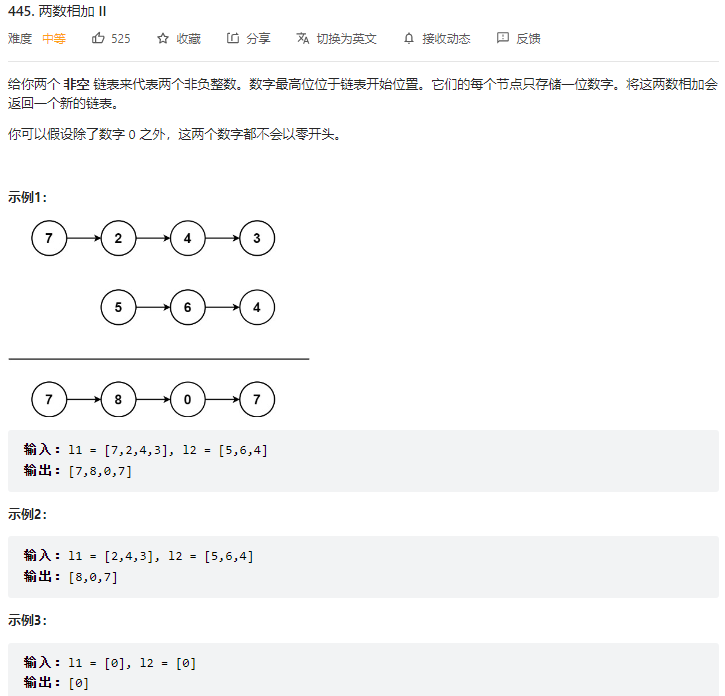 445. 两数相加 II
难度 中等 525 收藏 分享 切换为英文 接收动态 反馈
给你两个 非空 链表来代表两个非负整数。数字最高位位于链表开始位置。它们的每个节点只存储一位数字。将这两数相加会
返回一个新的链表。
你可以假设除了数字 0 之外，这两个数字都不会以零开头。
示例1：
7 2 4 3
5 6 4
7 8 0 7
输入：l1 = [7,2,4,3], l2 = [5,6,4]
输出：[7,8,0,7]
示例2：
输入：l1 = [2,4,3], l2 = [5,6,4]
输出：[8,0,7]
示例3：
输入：l1 = [0], l2 = [0]
输出：[0]